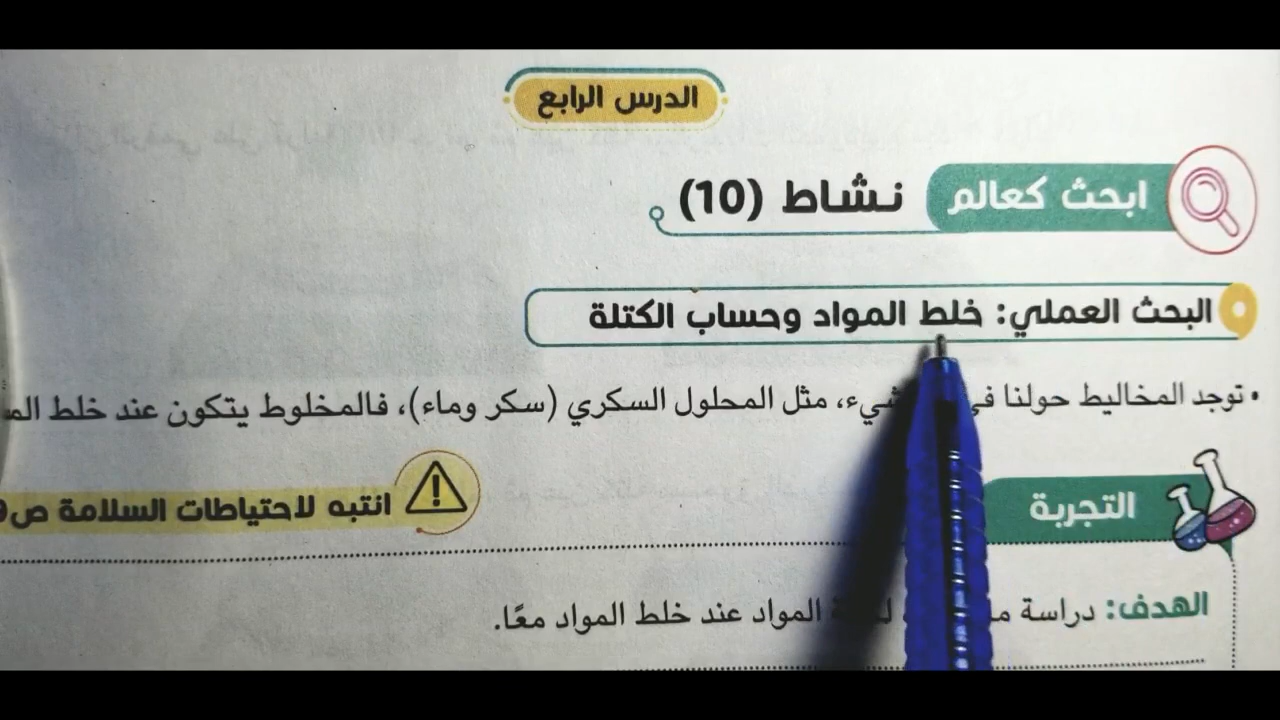 الدرس الرابع
ابحث كعالم نشاط (10)
البحث العملي: خلط المواد وحساب الكتلة
• توجد المخاليط حولنا شيء، مثل المحلول السكري (سكر وماء)، فالمخلوط يتكون عند خلط
انتبه لاحتياطات السلامة
التجربة
الهدف: دراسة المواد عند خلط المواد معًا.